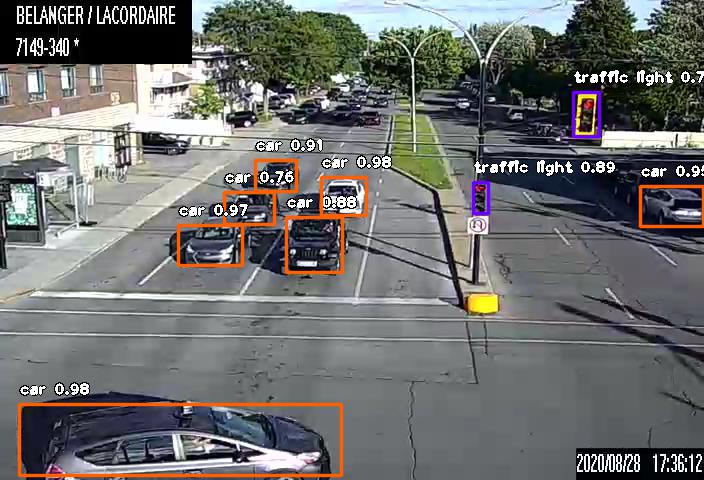 BELANGER / LACORDAIRE
7149-340 *
traffic light 0.7
car 0.91
car 0.98
traffic light 0.89
car 0.95
car 0.76
car 0.88
car 0.97
car 0.98
2020/08/28 17:36:12